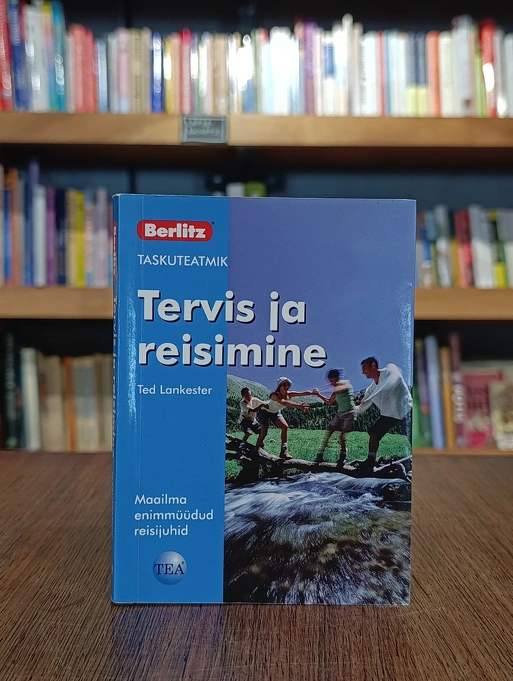 Berlitz
TASKUTEATMIK
Tervis ja
reisimine
Ted Lankester
Maailma
enimmüüdud
reisijuhid
TEA